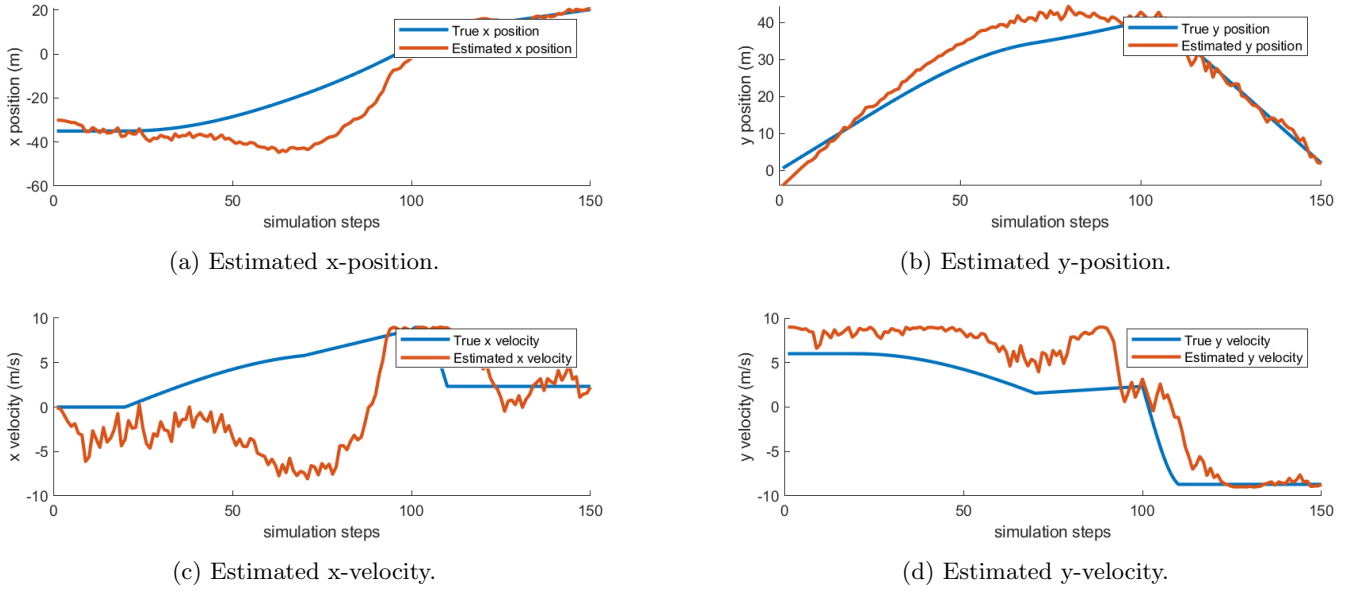 20
0
-20
-40
-60
x position (m)
True x position
Estimated x position
0
50
100
150
simulation steps
(a) Estimated x-position.
40
30
20
10
0
y position (m)
True y position
Estimated y position
0
50
100
150
simulation steps
(b) Estimated y-position.
10
5
0
-5
-10
x velocity (m/s)
True x velocity
Estimated x velocity
0
50
100
150
simulation steps
(c) Estimated x-velocity.
10
5
0
-5
-10
y velocity (m/s)
True y velocity
Estimated y velocity
0
50
100
150
simulation steps
(d) Estimated y-velocity.